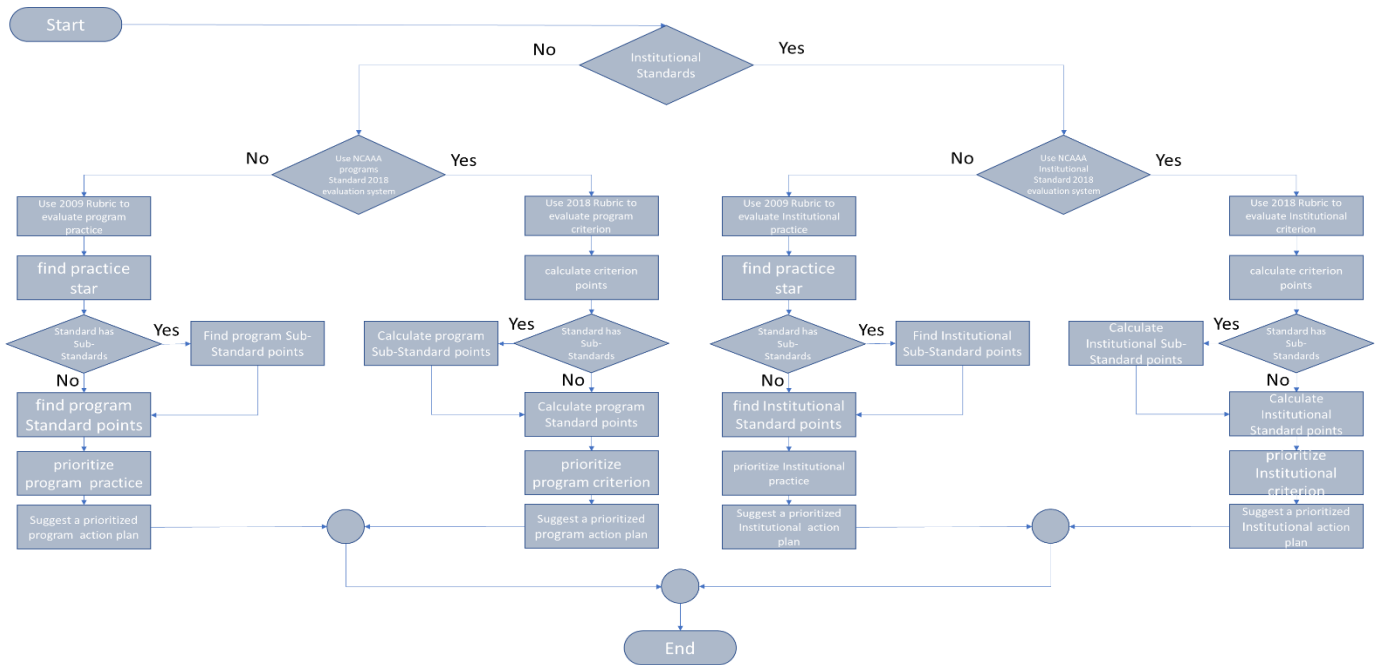 Start
No
Institutional
Standards
Yes
No
Use NCAAA
programs
Standard 2018
evaluation system
Yes
No
Use NCAAA
Institutional
Standard 2018
evaluation system
Yes
Use 2009 Rubric to
evaluate program
practice
Use 2018 Rubric to
evaluate program
criterion
Use 2009 Rubric to
evaluate Institutional
practice
Use 2018 Rubric to
evaluate Institutional
criterion
find practice
star
calculate criterion
points
find practice
star
calculate criterion
points
Standard has
Sub-
Standards
Yes
Find program Sub-
Standard points
Calculate program
Sub-Standard points
Yes
Standard has
Sub-
Standards
Standard has
Sub-
Standards
Yes
Find Institutional
Sub-Standard points
Calculate
Institutional Sub-
Standard points
Yes
Standard has
Sub-
Standards
No
No
No
No
find program
Standard points
Calculate program
Standard points
find Institutional
Standard points
Calculate
Institutional
Standard points
prioritize
program practice
prioritize
program criterion
prioritize Institutional
practice
prioritize
Institutional
criterion
Suggest a prioritized
program action plan
Suggest a prioritized
program action plan
Suggest a prioritized
Institutional action
plan
Suggest a prioritized
Institutional action
plan
End